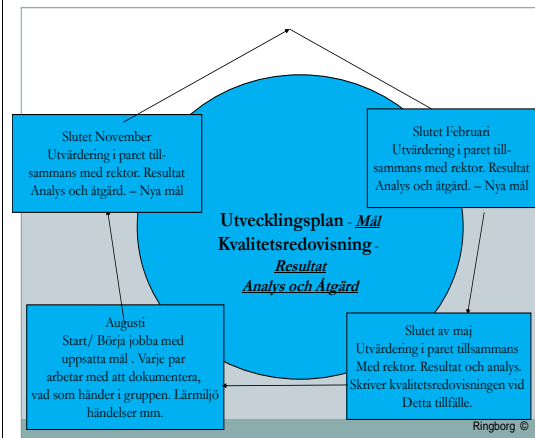 Slutet November
Utvärdering i paret till-
sammans med rektor. Resultat
Analys och åtgärd. – Nya mål
Slutet Februari
Utvärdering i paret till-
sammans med rektor. Resultat
Analys och åtgärd. – Nya mål
Utvecklingsplan - Mål
Kvalitetsredovisning -
Resultat
Analys och Åtgärd
Augusti
Start/ Börja jobba med
uppsatta mål . Varje par
arbetar med att dokumentera,
vad som händer i gruppen. Lärmiljö
händelser mm.
Slutet av maj
Utvärdering i paret tillsammans
Med rektor. Resultat och analys.
Skriver kvalitetsredovisningen vid
Detta tillfälle.
Ringborg ©